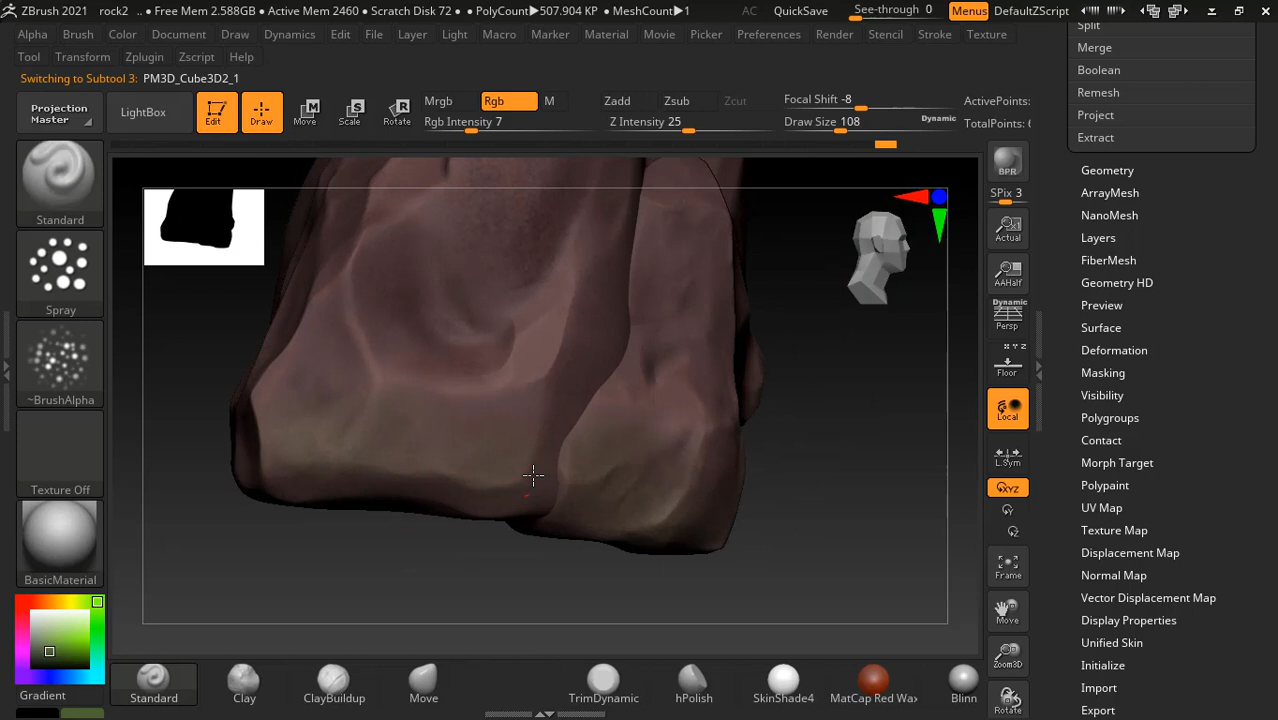 ZBrush 2021 rock2 .. • Free Mem 2.588GB • Active Mem 2460 • Scratch Disk 72 • PolyCount▶507.904 KP • MeshCount▶1 AC QuickSave See-through 0 Menus DefaultZScript
Alpha Brush Color Document Draw Dynamics Edit File Layer Light Macro Marker Material Movie Picker Preferences Render Stencil Stroke Texture
Tool Transform Zplugin Zscript Help
Switching to Subtool 3: PM3D_Cube3D2_1
Projection
Master
LightBox
Edit
Draw
Move
Scale
Rotate
Mrgb Rgb M
Rgb Intensity 7
Zadd Zsub Zcut
Z Intensity 25
Focal Shift -8
Draw Size 108 Dynamic
ActivePoints:
TotalPoints: 6
Standard
Spray
~BrushAlpha
Texture Off
BasicMaterial
Gradient
BPR
SPix 3
Actual
AAHalf
Dynamic
Persp
X Y Z
Floor
Local
L.Sym
XYZ
Y
Z
Frame
Move
Zoom3D
Rotate
Split
Merge
Boolean
Remesh
Project
Extract
Geometry
ArrayMesh
NanoMesh
Layers
FiberMesh
Geometry HD
Preview
Surface
Deformation
Masking
Visibility
Polygroups
Contact
Morph Target
Polypaint
UV Map
Texture Map
Displacement Map
Normal Map
Vector Displacement Map
Display Properties
Unified Skin
Initialize
Import
Export
Standard Clay ClayBuildup Move TrimDynamic hPolish SkinShade4 MatCap Red Wa Blinn